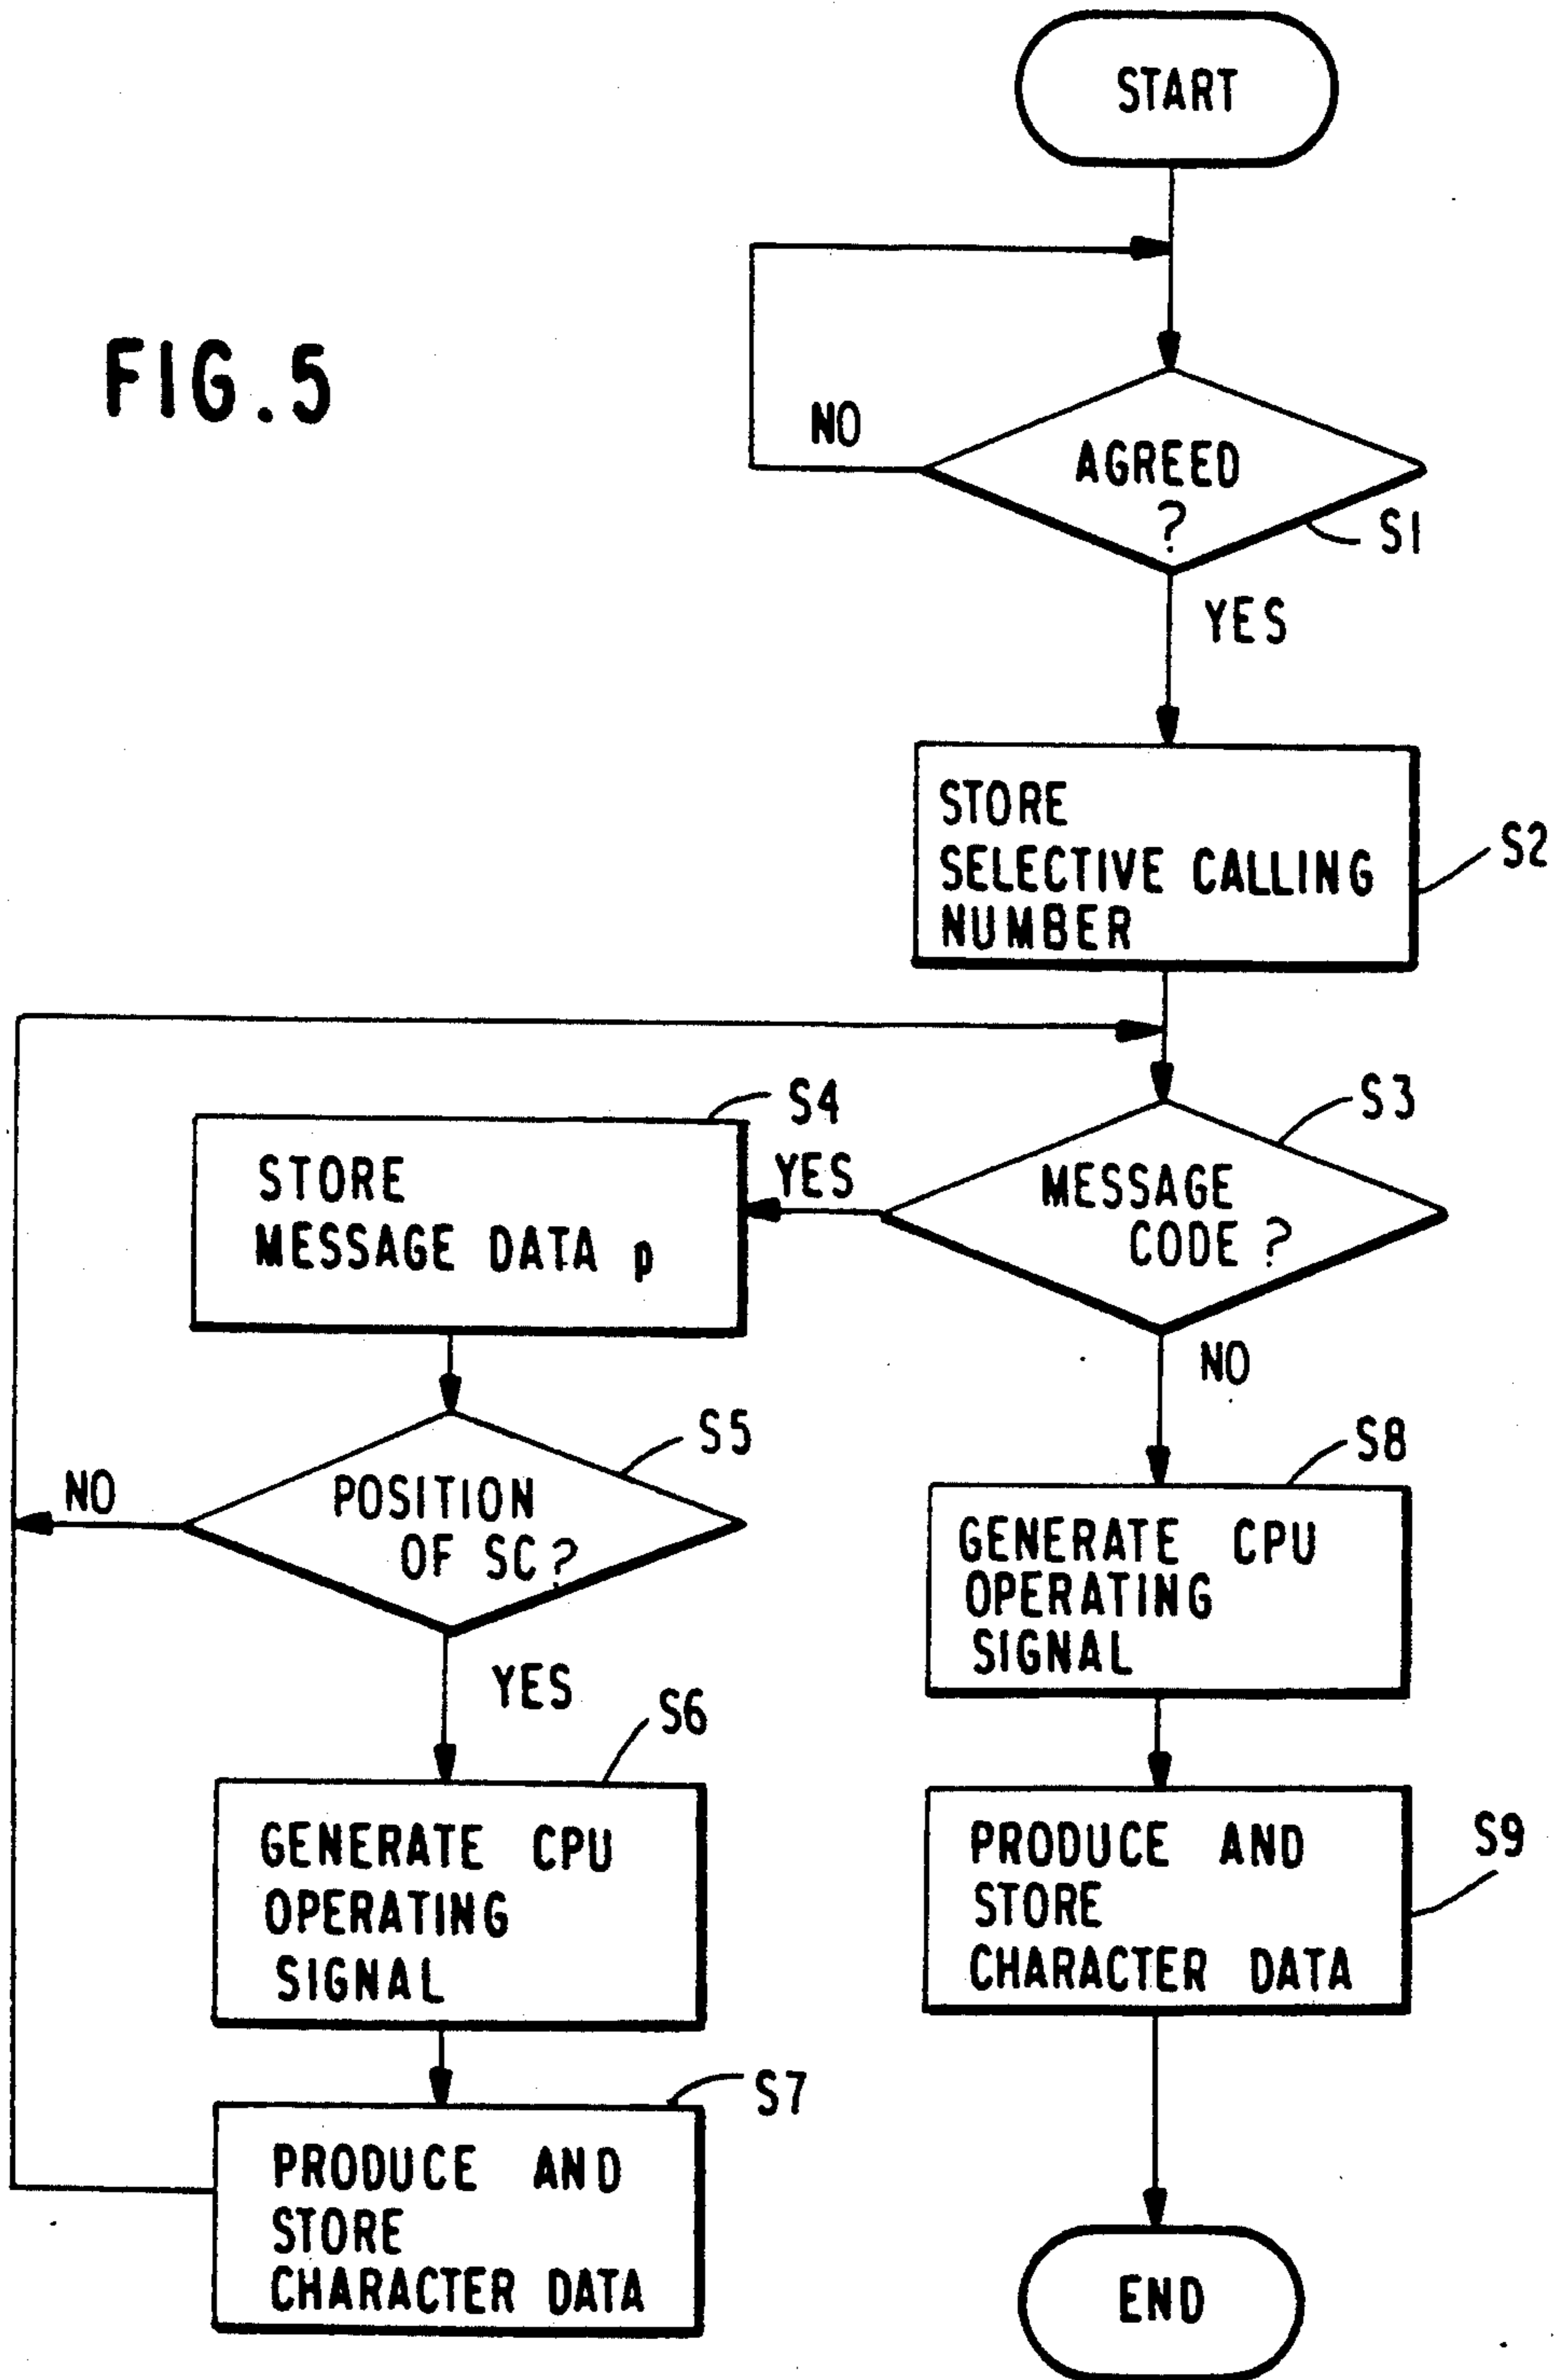 START
FIG.5
NO
AGREED
?
S1
YES
STORE
SELECTIVE CALLING
NUMBER
S2
S3
MESSAGE
CODE?
YES
S4
STORE
MESSAGE DATA p
NO
S5
POSITION
OF SC?
NO
YES
S6
GENERATE CPU
OPERATING
SIGNAL
S7
PRODUCE AND
STORE
CHARACTER DATA
S8
GENERATE CPU
OPERATING
SIGNAL
S9
PRODUCE AND
STORE
CHARACTER DATA
END